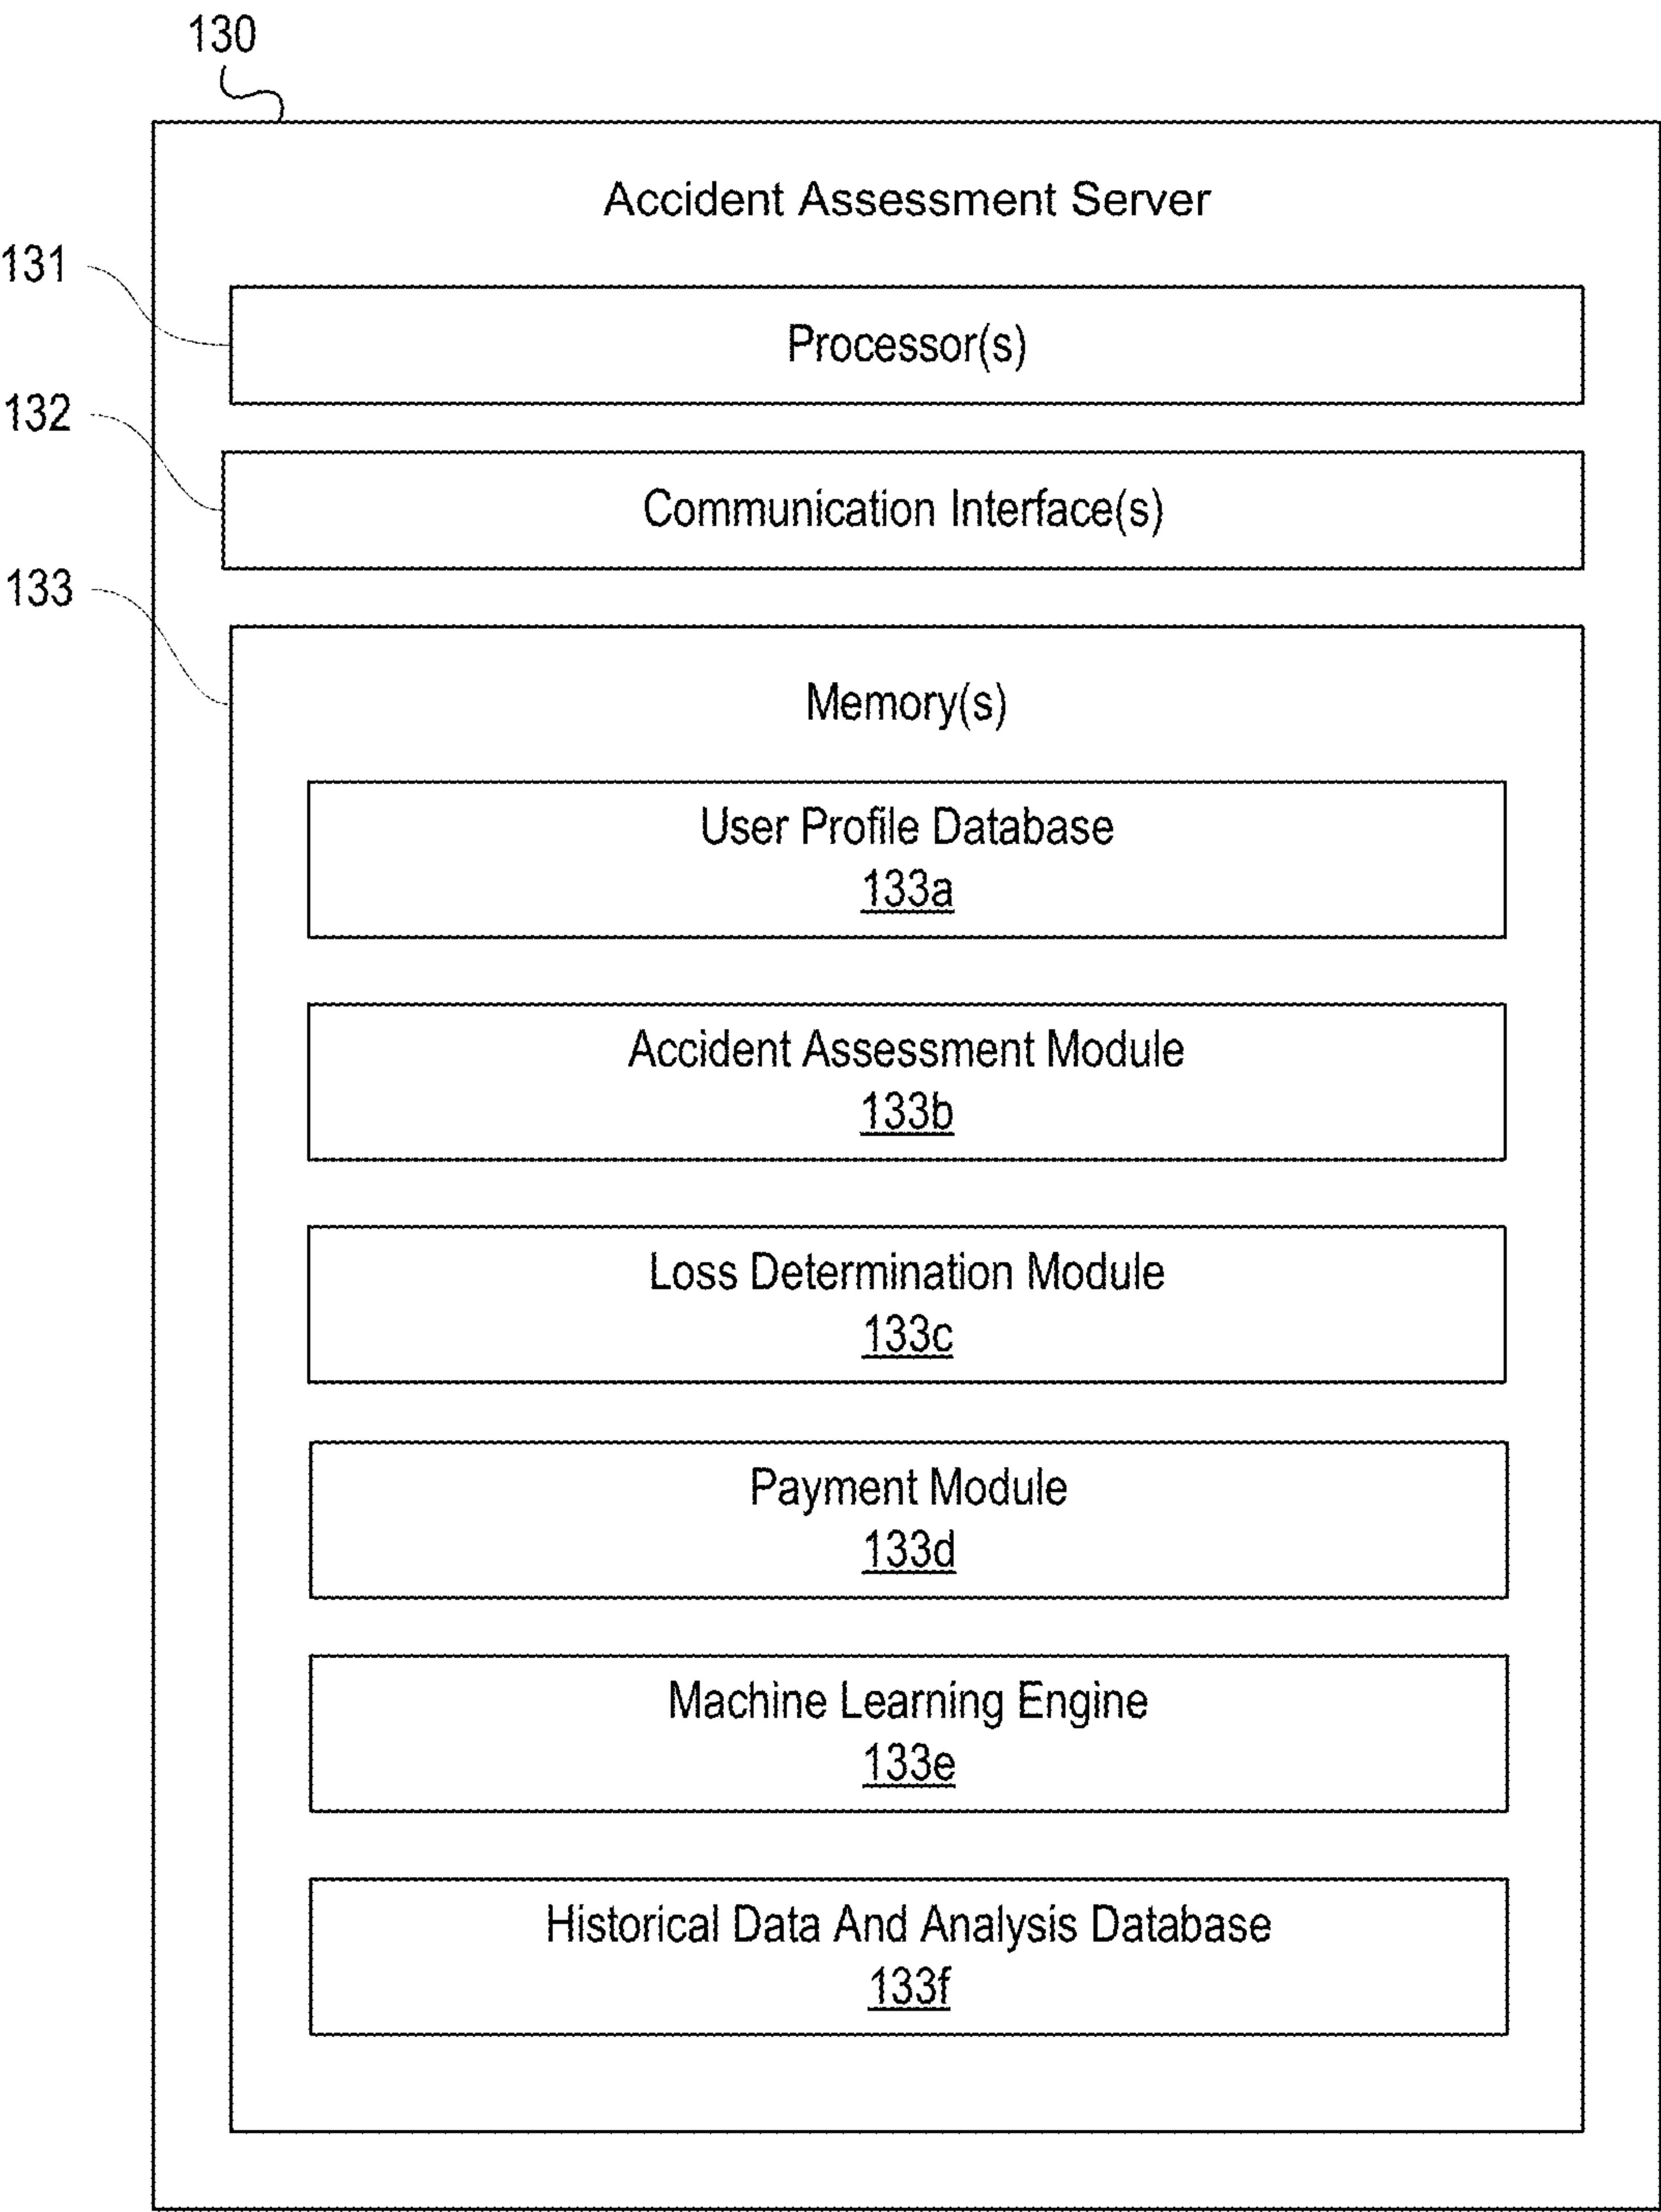 130
Accident Assessment Server
131
Processor(s)
132
Communication Interface(s)
133
Memory(s)
User Profile Database
133a
Accident Assessment Module
133b
Loss Determination Module
133c
Payment Module
133d
Machine Learning Engine
133e
Historical Data And Analysis Database
133f